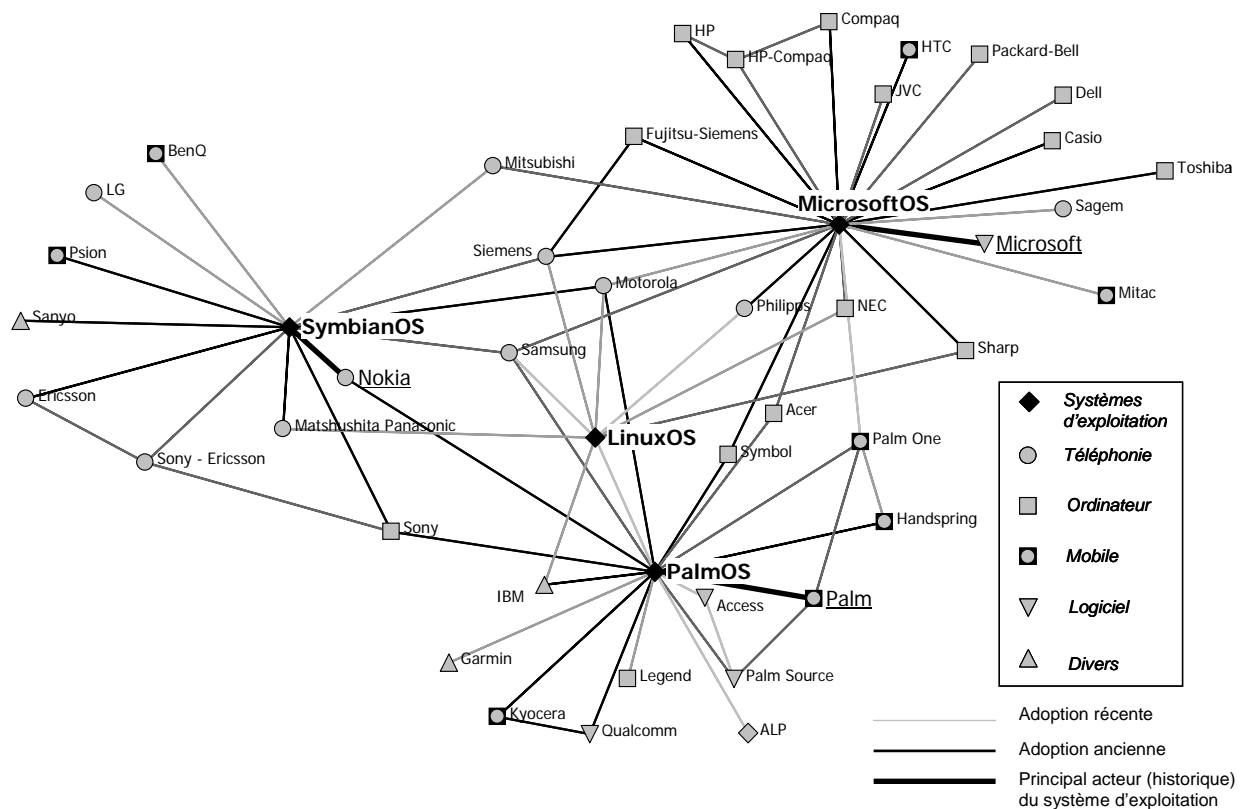 HP
Compaq
HP-Compaq
HTC
Packard-Bell
JVC
Dell
Fujitsu-Siemens
Casio
BenQ
Mitsubishi
Toshiba
LG
MicrosoftOS
Sagem
Psion
Siemens
Microsoft
Motorola
Mitac
Philipps
NEC
Sanyo
SymbianOS
Samsung
Sharp
Nokia
Ericsson
Systèmes
d'exploitation
Matshushita Panasonic
LinuxOS
Acer
Palm One
Symbol
Téléphonie
Sony - Ericsson
Ordinateur
Sony
Handspring
Mobile
PalmOS
IBM
Access
Palm
Logiciel
Garmin
Legend
Palm Source
Divers
Kyocera
Qualcomm
ALP
Adoption récente
Adoption ancienne
Principal acteur (historique)
du système d'exploitation